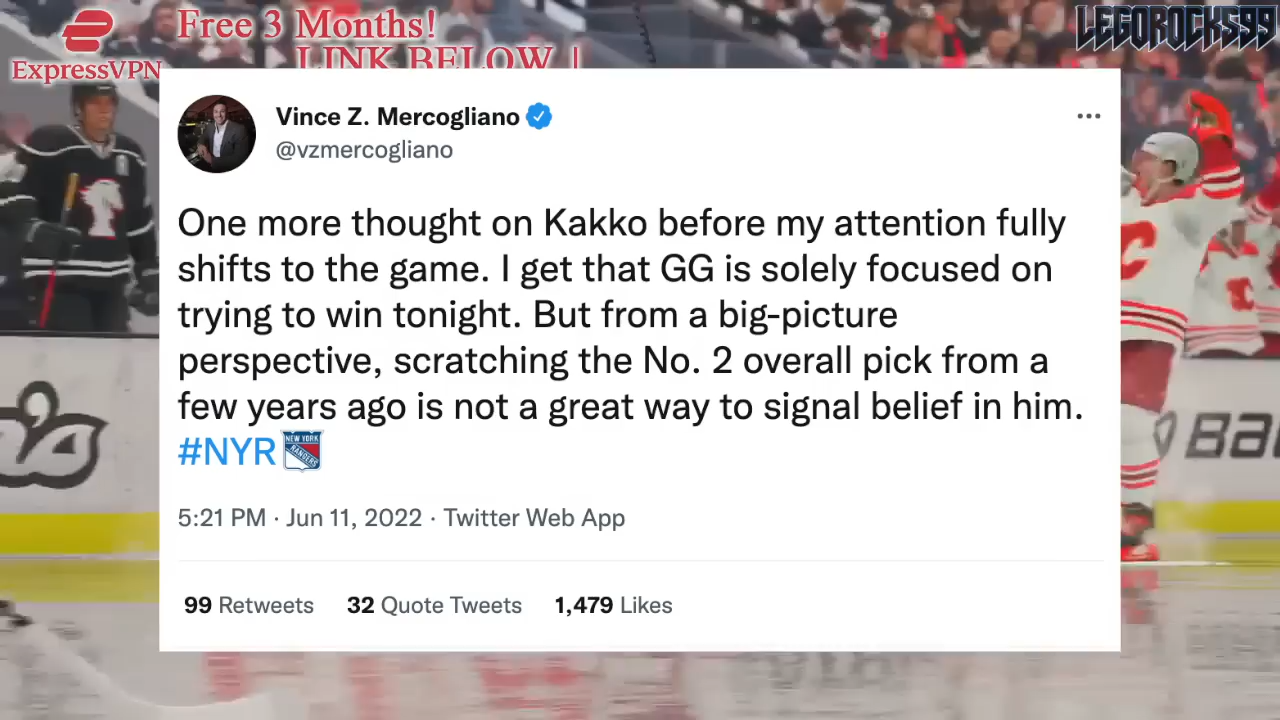 ExpressVPN
Free 3 Months!
LINK BELOW !
LEGOROCKS99
Vince Z. Mercogliano
@vzmercogliano
One more thought on Kakko before my attention fully
shifts to the game. I get that GG is solely focused on
trying to win tonight. But from a big-picture
perspective, scratching the No. 2 overall pick from a
few years ago is not a great way to signal belief in him.
#NYR NEW YORK RANGERS
5:21 PM · Jun 11, 2022 · Twitter Web App
99 Retweets 32 Quote Tweets 1,479 Likes